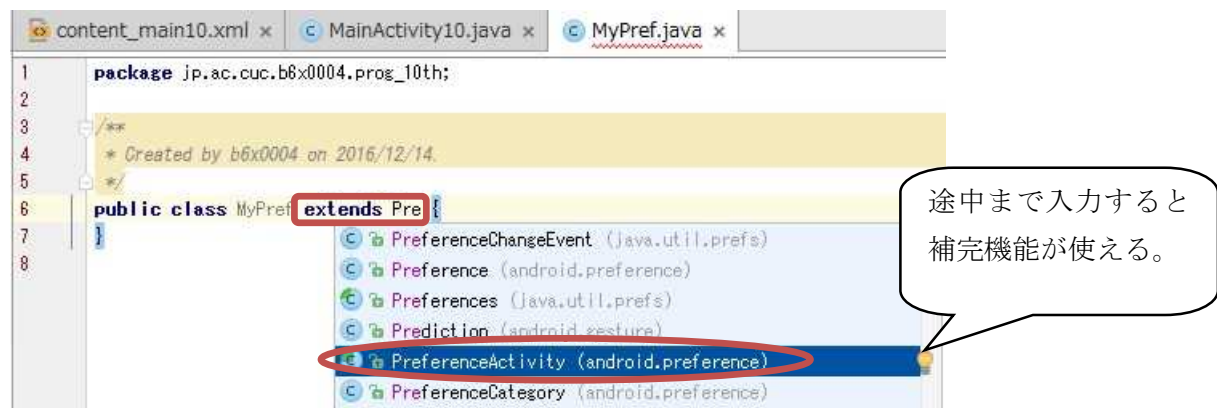 content_main10.xml × MainActivity10.java × MyPref.java ×
1 package jp.ac.cuc.b6x0004.prog_10th;
2
3 /**
4 * Created by b6x0004 on 2016/12/14.
5 */
6 public class MyPref extends Pre {
7 }
8
PreferenceChangeEvent (java.util.prefs)
Preference (android.preference)
Preferences (java.util.prefs)
Prediction (android.gesture)
PreferenceActivity (android.preference)
PreferenceCategory (android.preference)
途中まで入力すると
補完機能が使える。